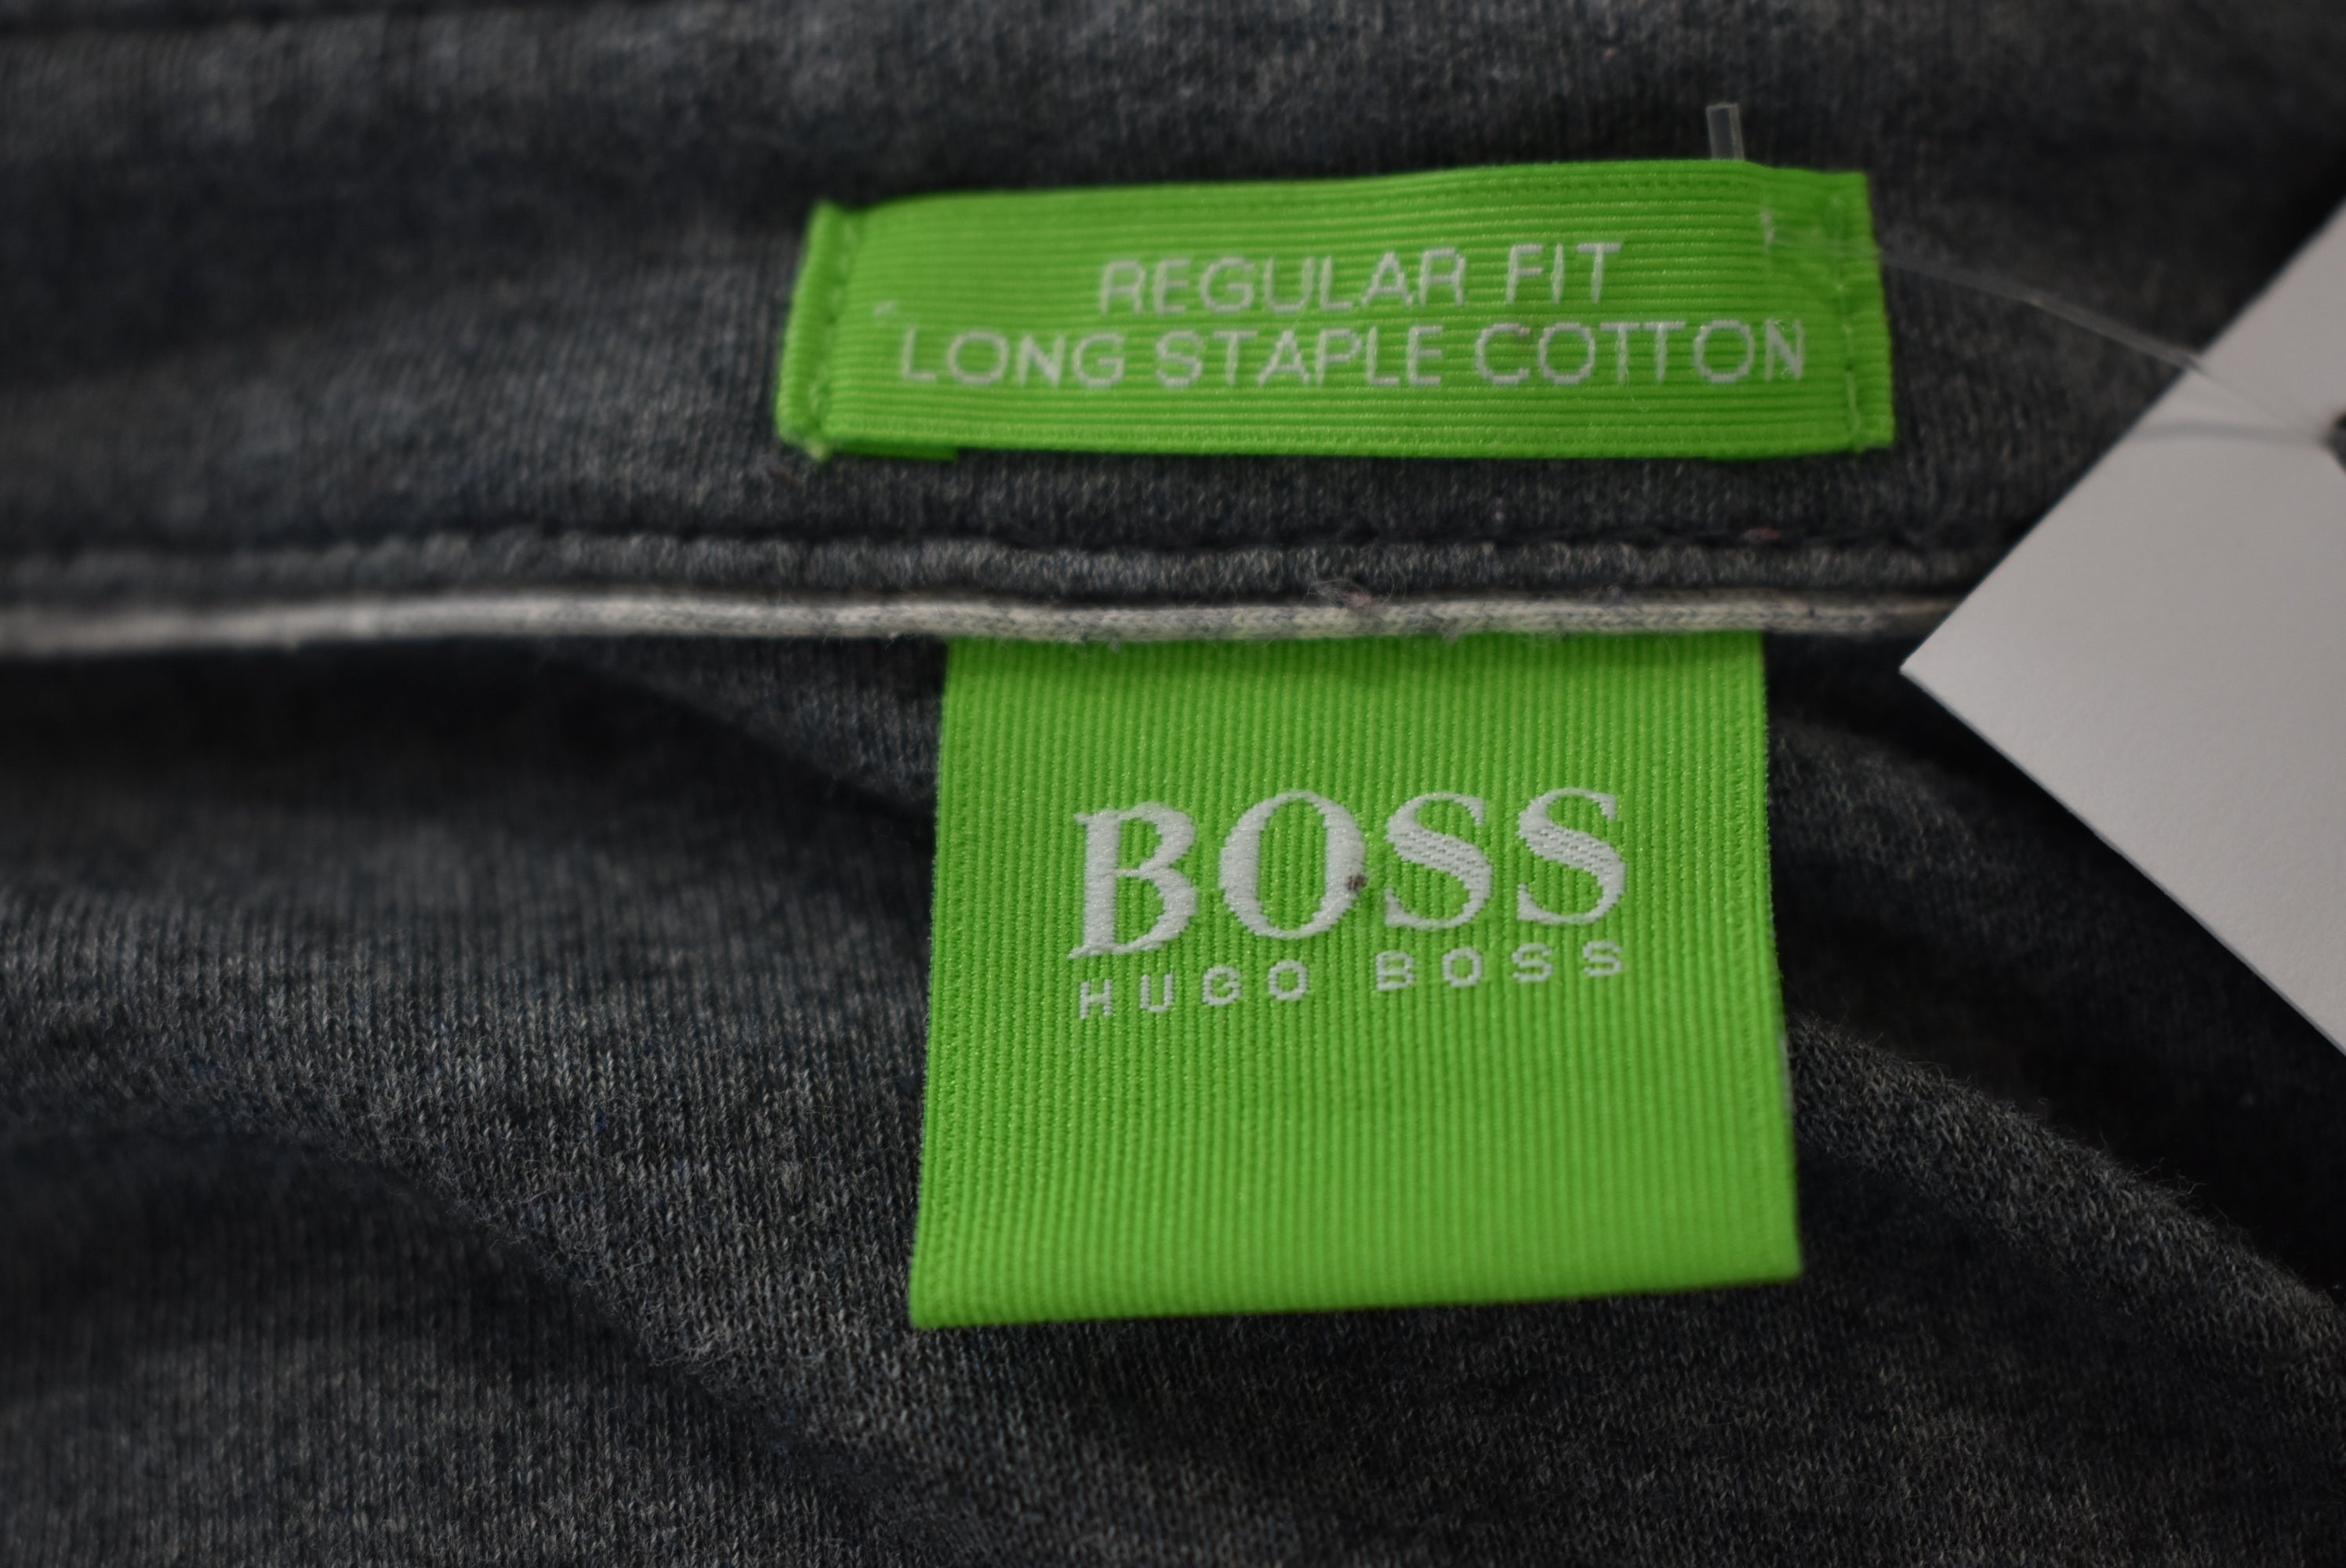 REGULAR FIT
LONG STAPLE COTTON
BOSS
HUGO BOSS